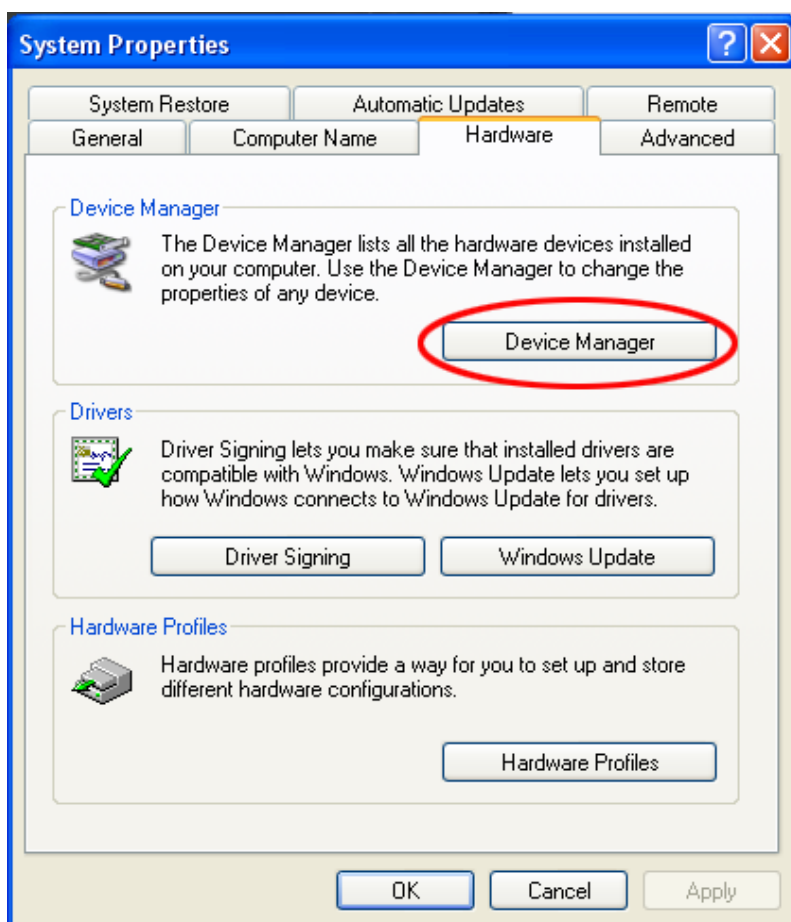 System Properties
System Restore
Automatic Updates
Remote
General
Computer Name
Hardware
Advanced
Device Manager
The Device Manager lists all the hardware devices installed
on your computer. Use the Device Manager to change the
properties of any device.
Device Manager
Drivers
Driver Signing lets you make sure that installed drivers are
compatible with Windows. Windows Update lets you set up
how Windows connects to Windows Update for drivers.
Driver Signing
Windows Update
Hardware Profiles
Hardware profiles provide a way for you to set up and store
different hardware configurations.
Hardware Profiles
OK
Cancel
Apply